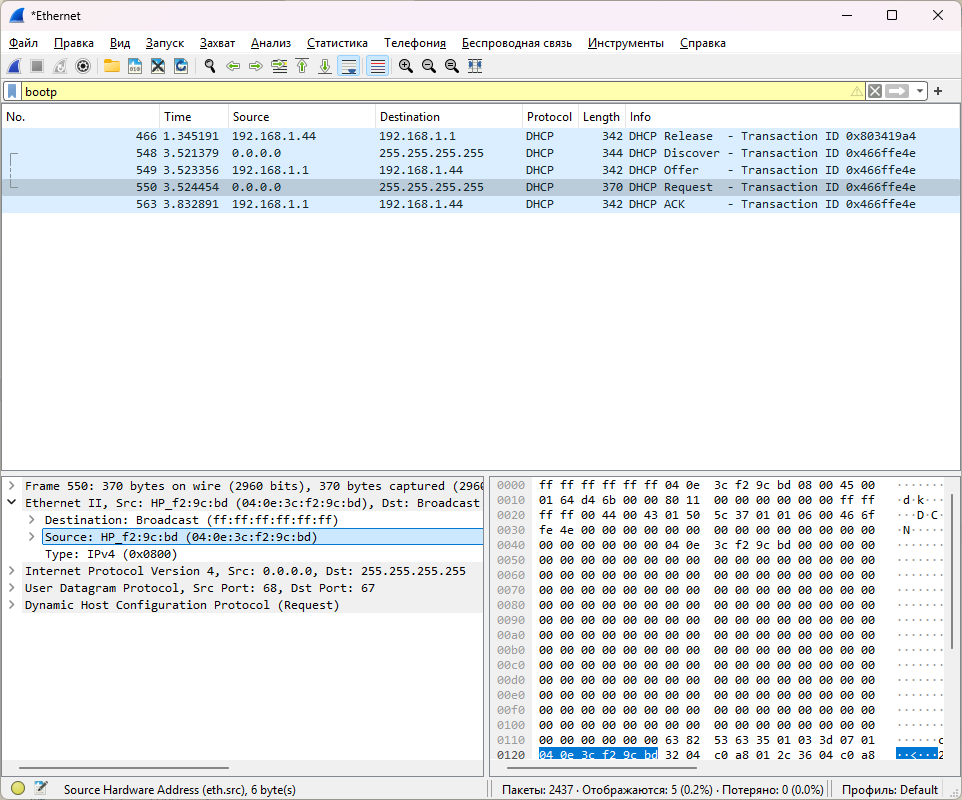 *Ethernet
Файл Правка Вид Запуск Захват Анализ Статистика Телефония Беспроводная связь Инструменты Справка
bootp
No. Time Source Destination Protocol Length Info
466 1.345191 192.168.1.44 192.168.1.1 DHCP 342 DHCP Release - Transaction ID 0x803419a4
548 3.521379 0.0.0.0 255.255.255.255 DHCP 344 DHCP Discover - Transaction ID 0x466ffe4e
549 3.523356 192.168.1.1 192.168.1.44 DHCP 342 DHCP Offer - Transaction ID 0x466ffe4e
550 3.524454 0.0.0.0 255.255.255.255 DHCP 370 DHCP Request - Transaction ID 0x466ffe4e
563 3.832891 192.168.1.1 192.168.1.44 DHCP 342 DHCP ACK - Transaction ID 0x466ffe4e
Frame 550: 370 bytes on wire (2960 bits), 370 bytes captured (2960
Ethernet II, Src: HP_f2:9c:bd (04:0e:3c:f2:9c:bd), Dst: Broadcast
Destination: Broadcast (ff:ff:ff:ff:ff:ff)
Source: HP_f2:9c:bd (04:0e:3c:f2:9c:bd)
Type: IPv4 (0x0800)
Internet Protocol Version 4, Src: 0.0.0.0, Dst: 255.255.255.255
User Datagram Protocol, Src Port: 68, Dst Port: 67
Dynamic Host Configuration Protocol (Request)
0000 ff ff ff ff ff ff 04 0e 3c f2 9c bd 08 00 45 00 ·······
0010 01 64 d4 6b 00 00 80 11 00 00 00 00 00 00 ff ff ·d·k···
0020 ff ff 00 44 00 43 01 50 5c 37 01 01 06 00 46 6f ···D·C·
0030 fe 4e 00 00 00 00 00 00 00 00 00 00 00 00 00 00 ·N·····
0040 00 00 00 00 00 00 04 0e 3c f2 9c bd 00 00 00 00 ·······
0050 00 00 00 00 00 00 00 00 00 00 00 00 00 00 00 00 ·······
0060 00 00 00 00 00 00 00 00 00 00 00 00 00 00 00 00 ·······
0070 00 00 00 00 00 00 00 00 00 00 00 00 00 00 00 00 ·······
0080 00 00 00 00 00 00 00 00 00 00 00 00 00 00 00 00 ·······
0090 00 00 00 00 00 00 00 00 00 00 00 00 00 00 00 00 ·······
00a0 00 00 00 00 00 00 00 00 00 00 00 00 00 00 00 00 ·······
00b0 00 00 00 00 00 00 00 00 00 00 00 00 00 00 00 00 ·······
00c0 00 00 00 00 00 00 00 00 00 00 00 00 00 00 00 00 ·······
00d0 00 00 00 00 00 00 00 00 00 00 00 00 00 00 00 00 ·······
00e0 00 00 00 00 00 00 00 00 00 00 00 00 00 00 00 00 ·······
00f0 00 00 00 00 00 00 00 00 00 00 00 00 00 00 00 00 ·······
0100 00 00 00 00 00 00 00 00 00 00 00 00 00 00 00 00 ·······
0110 00 00 00 00 00 00 63 82 53 63 35 01 03 3d 07 01 ······c
0120 04 0e 3c f2 9c bd 32 04 c0 a8 01 2c 36 04 c0 a8 ··<···2
Source Hardware Address (eth.src), 6 byte(s) Пакеты: 2437 · Отображаются: 5 (0.2%) · Потеряно: 0 (0.0%) Профиль: Default